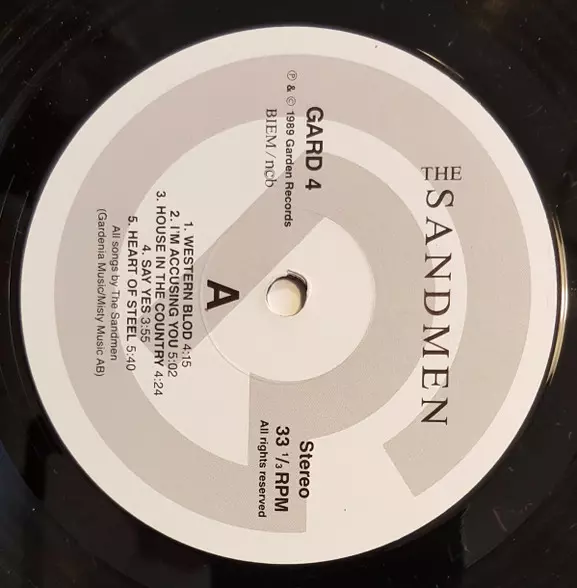 THE
SANDMEN
GARD 4
℗ & © 1989 Garden Records
BIEM/ncb
Stereo
33 1/3 RPM
All rights reserved
A
1. WESTERN BLOD 4:15
2. I'M ACCUSING YOU 5:02
3. HOUSE IN THE COUNTRY 4:24
4. SAY YES 3:55
5. HEART OF STEEL 5:40
All songs by The Sandmen
(Gardenia Music/Misty Music AB)